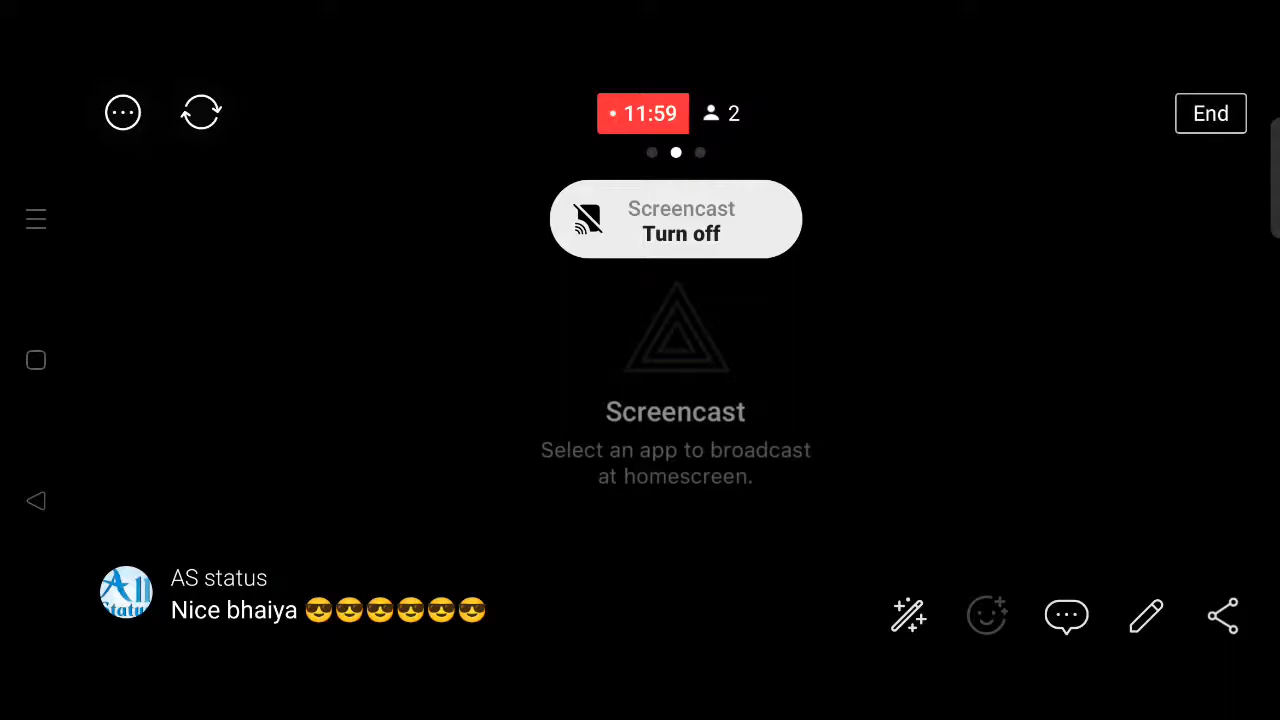 11:59 2
End
Screencast
Turn off
Screencast
Select an app to broadcast
at homescreen.
AS status
Nice bhaiya 😎😎😎😎😎😎